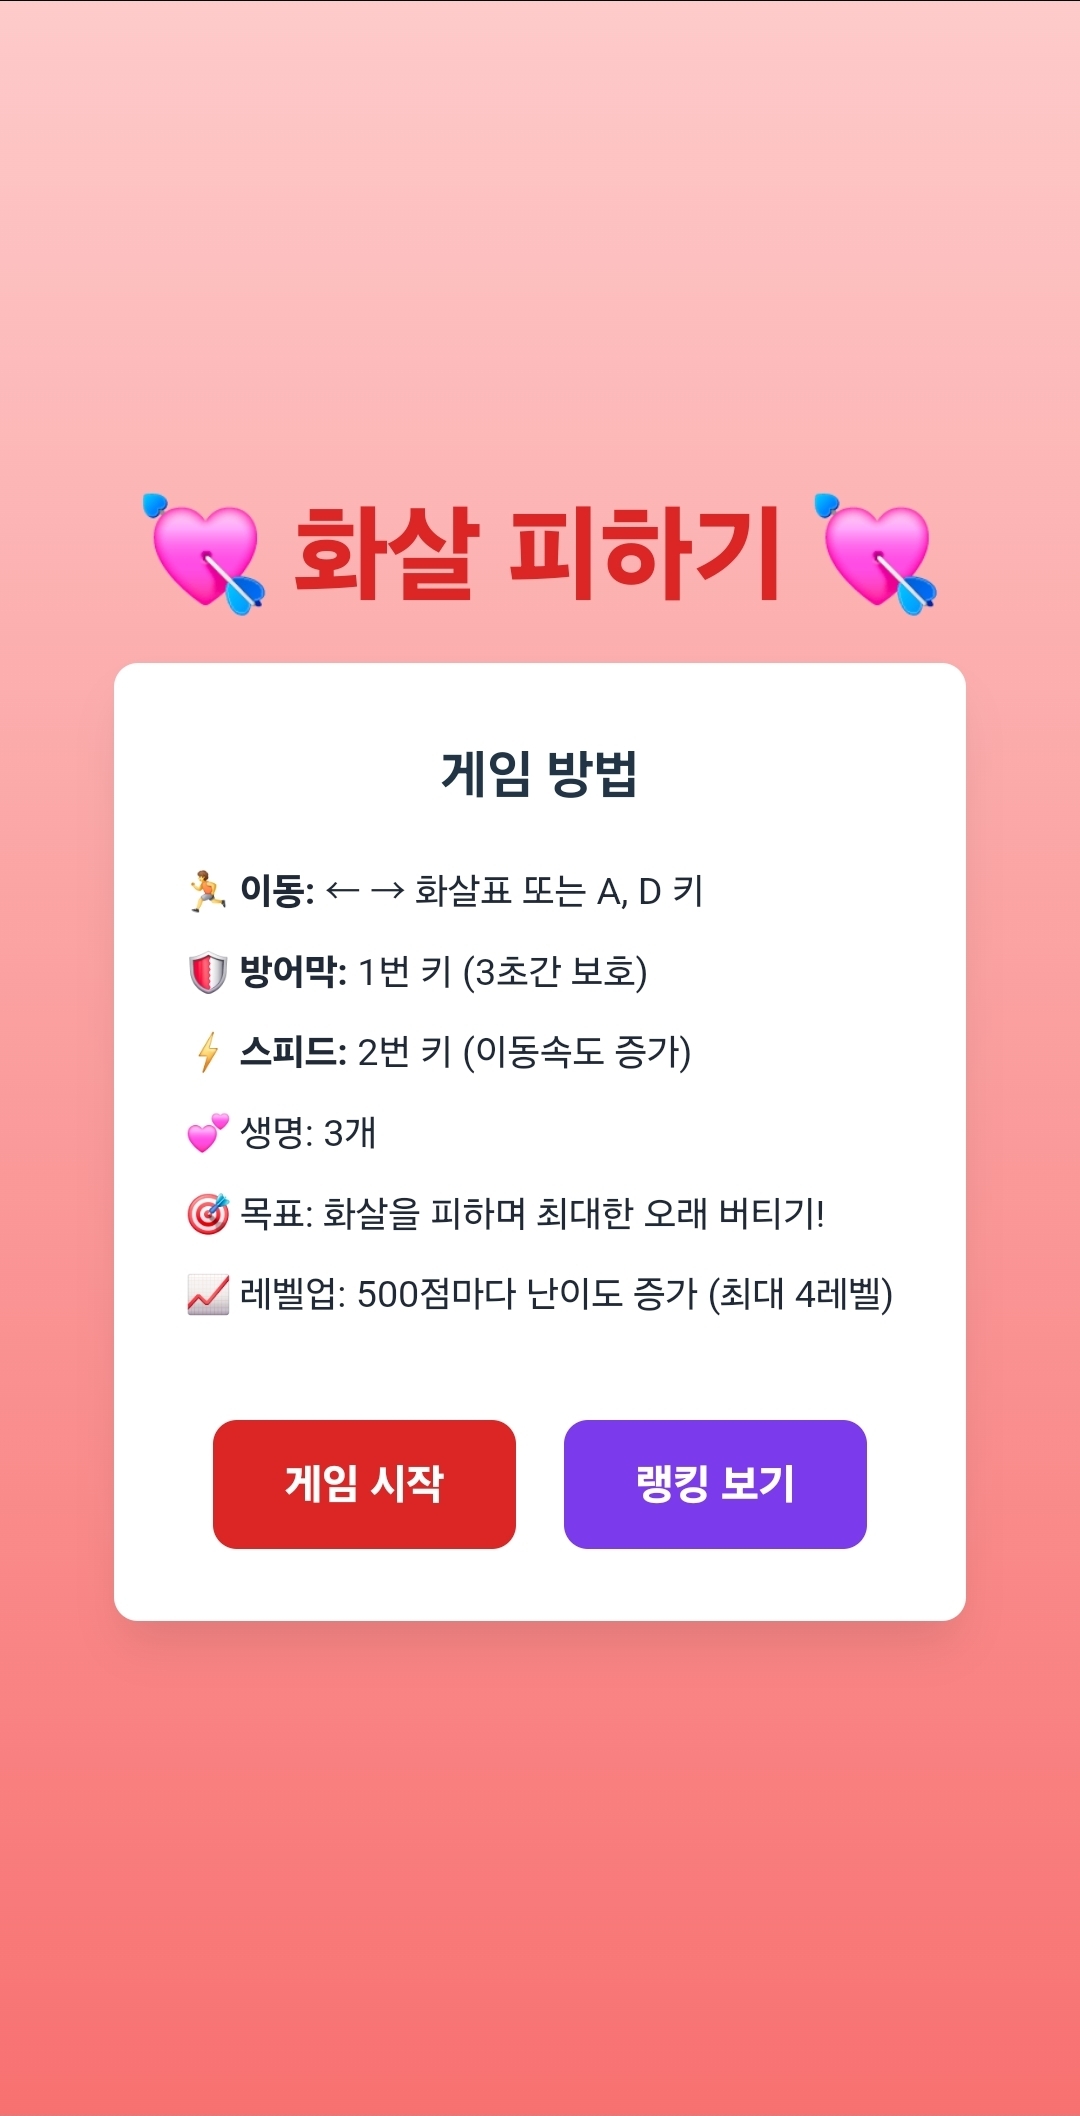 💘 화살 피하기 💘
게임 방법
🏃 이동: ← → 화살표 또는 A, D 키
🛡️ 방어막: 1번 키 (3초간 보호)
⚡ 스피드: 2번 키 (이동속도 증가)
💕 생명: 3개
🎯 목표: 화살을 피하며 최대한 오래 버티기!
📈 레벨업: 500점마다 난이도 증가 (최대 4레벨)
게임 시작
랭킹 보기